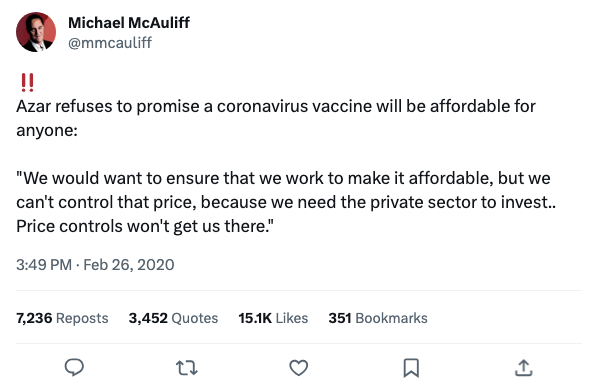 Michael McAuliff
@mmcauliff
‼️
Azar refuses to promise a coronavirus vaccine will be affordable for
anyone:
"We would want to ensure that we work to make it affordable, but we
can't control that price, because we need the private sector to invest..
Price controls won't get us there."
3:49 PM · Feb 26, 2020
7,236 Reposts 3,452 Quotes 15.1K Likes 351 Bookmarks